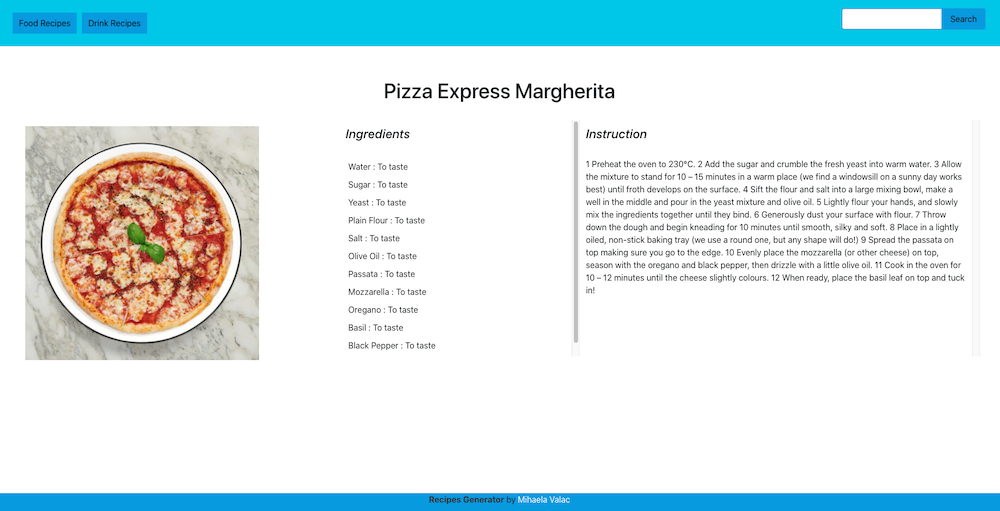 Food Recipes
Drink Recipes
Search
Pizza Express Margherita
Ingredients
Water : To taste
Sugar : To taste
Yeast : To taste
Plain Flour : To taste
Salt : To taste
Olive Oil : To taste
Passata : To taste
Mozzarella : To taste
Oregano : To taste
Basil : To taste
Black Pepper : To taste
Instruction
1 Preheat the oven to 230°C. 2 Add the sugar and crumble the fresh yeast into warm water. 3 Allow
the mixture to stand for 10 – 15 minutes in a warm place (we find a windowsill on a sunny day works
best) until froth develops on the surface. 4 Sift the flour and salt into a large mixing bowl, make a
well in the middle and pour in the yeast mixture and olive oil. 5 Lightly flour your hands, and slowly
mix the ingredients together until they bind. 6 Generously dust your surface with flour. 7 Throw
down the dough and begin kneading for 10 minutes until smooth, silky and soft. 8 Place in a lightly
oiled, non-stick baking tray (we use a round one, but any shape will do!) 9 Spread the passata on
top making sure you go to the edge. 10 Evenly place the mozzarella (or other cheese) on top,
season with the oregano and black pepper, then drizzle with a little olive oil. 11 Cook in the oven for
10 – 12 minutes until the cheese slightly colours. 12 When ready, place the basil leaf on top and tuck
in!
Recipes Generator by Mihaela Valac